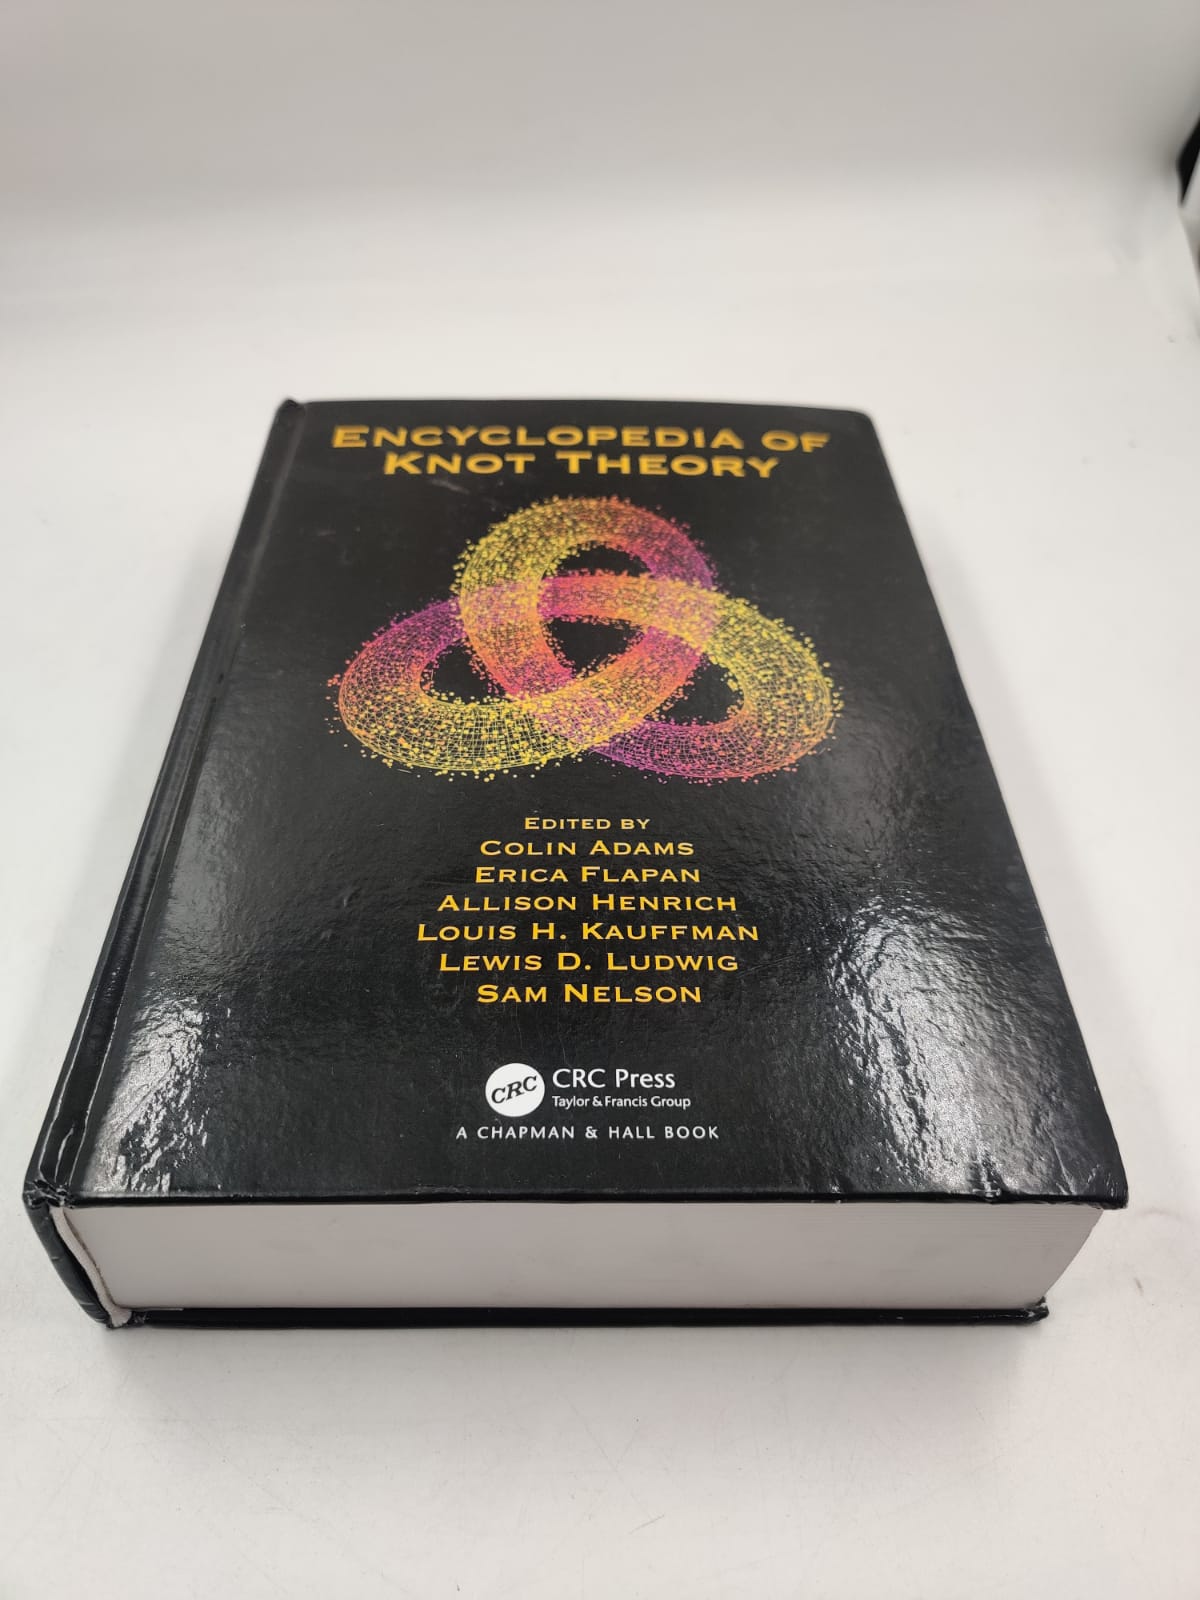 Encyclopedia of
Knot Theory
Edited by
Colin Adams
Erica Flapan
Allison Henrich
Louis H. Kauffman
Lewis D. Ludwig
Sam Nelson
CRC CRC Press
Taylor & Francis Group
A CHAPMAN & HALL BOOK